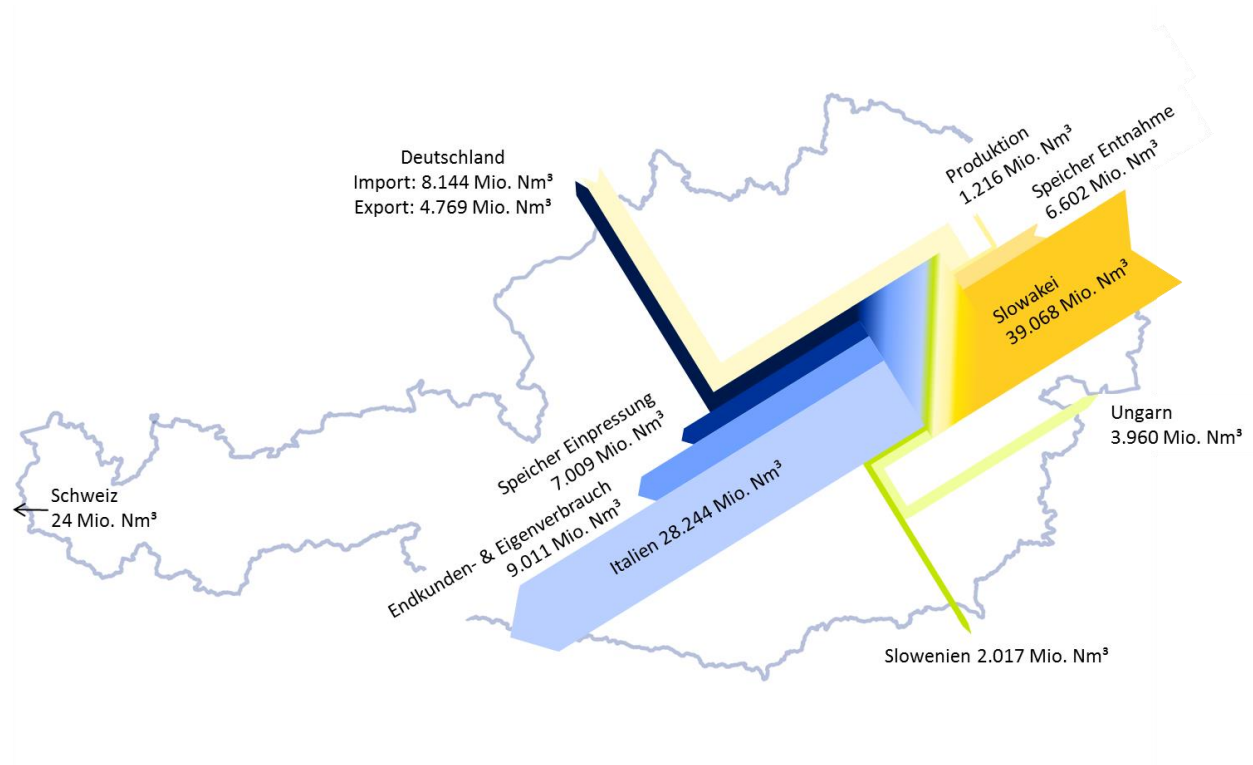 Deutschland
Import: 8.144 Mio. Nm³
Export: 4.769 Mio. Nm³
Produktion
1.216 Mio. Nm³
Speicher Entnahme
6.602 Mio. Nm³
Slowakei
39.068 Mio. Nm³
Ungarn
3.960 Mio. Nm³
Speicher Einpressung
7.009 Mio. Nm³
Endkunden- & Eigenverbrauch
9.011 Mio. Nm³
Italien 28.244 Mio. Nm³
Schweiz
24 Mio. Nm³
Slowenien 2.017 Mio. Nm³